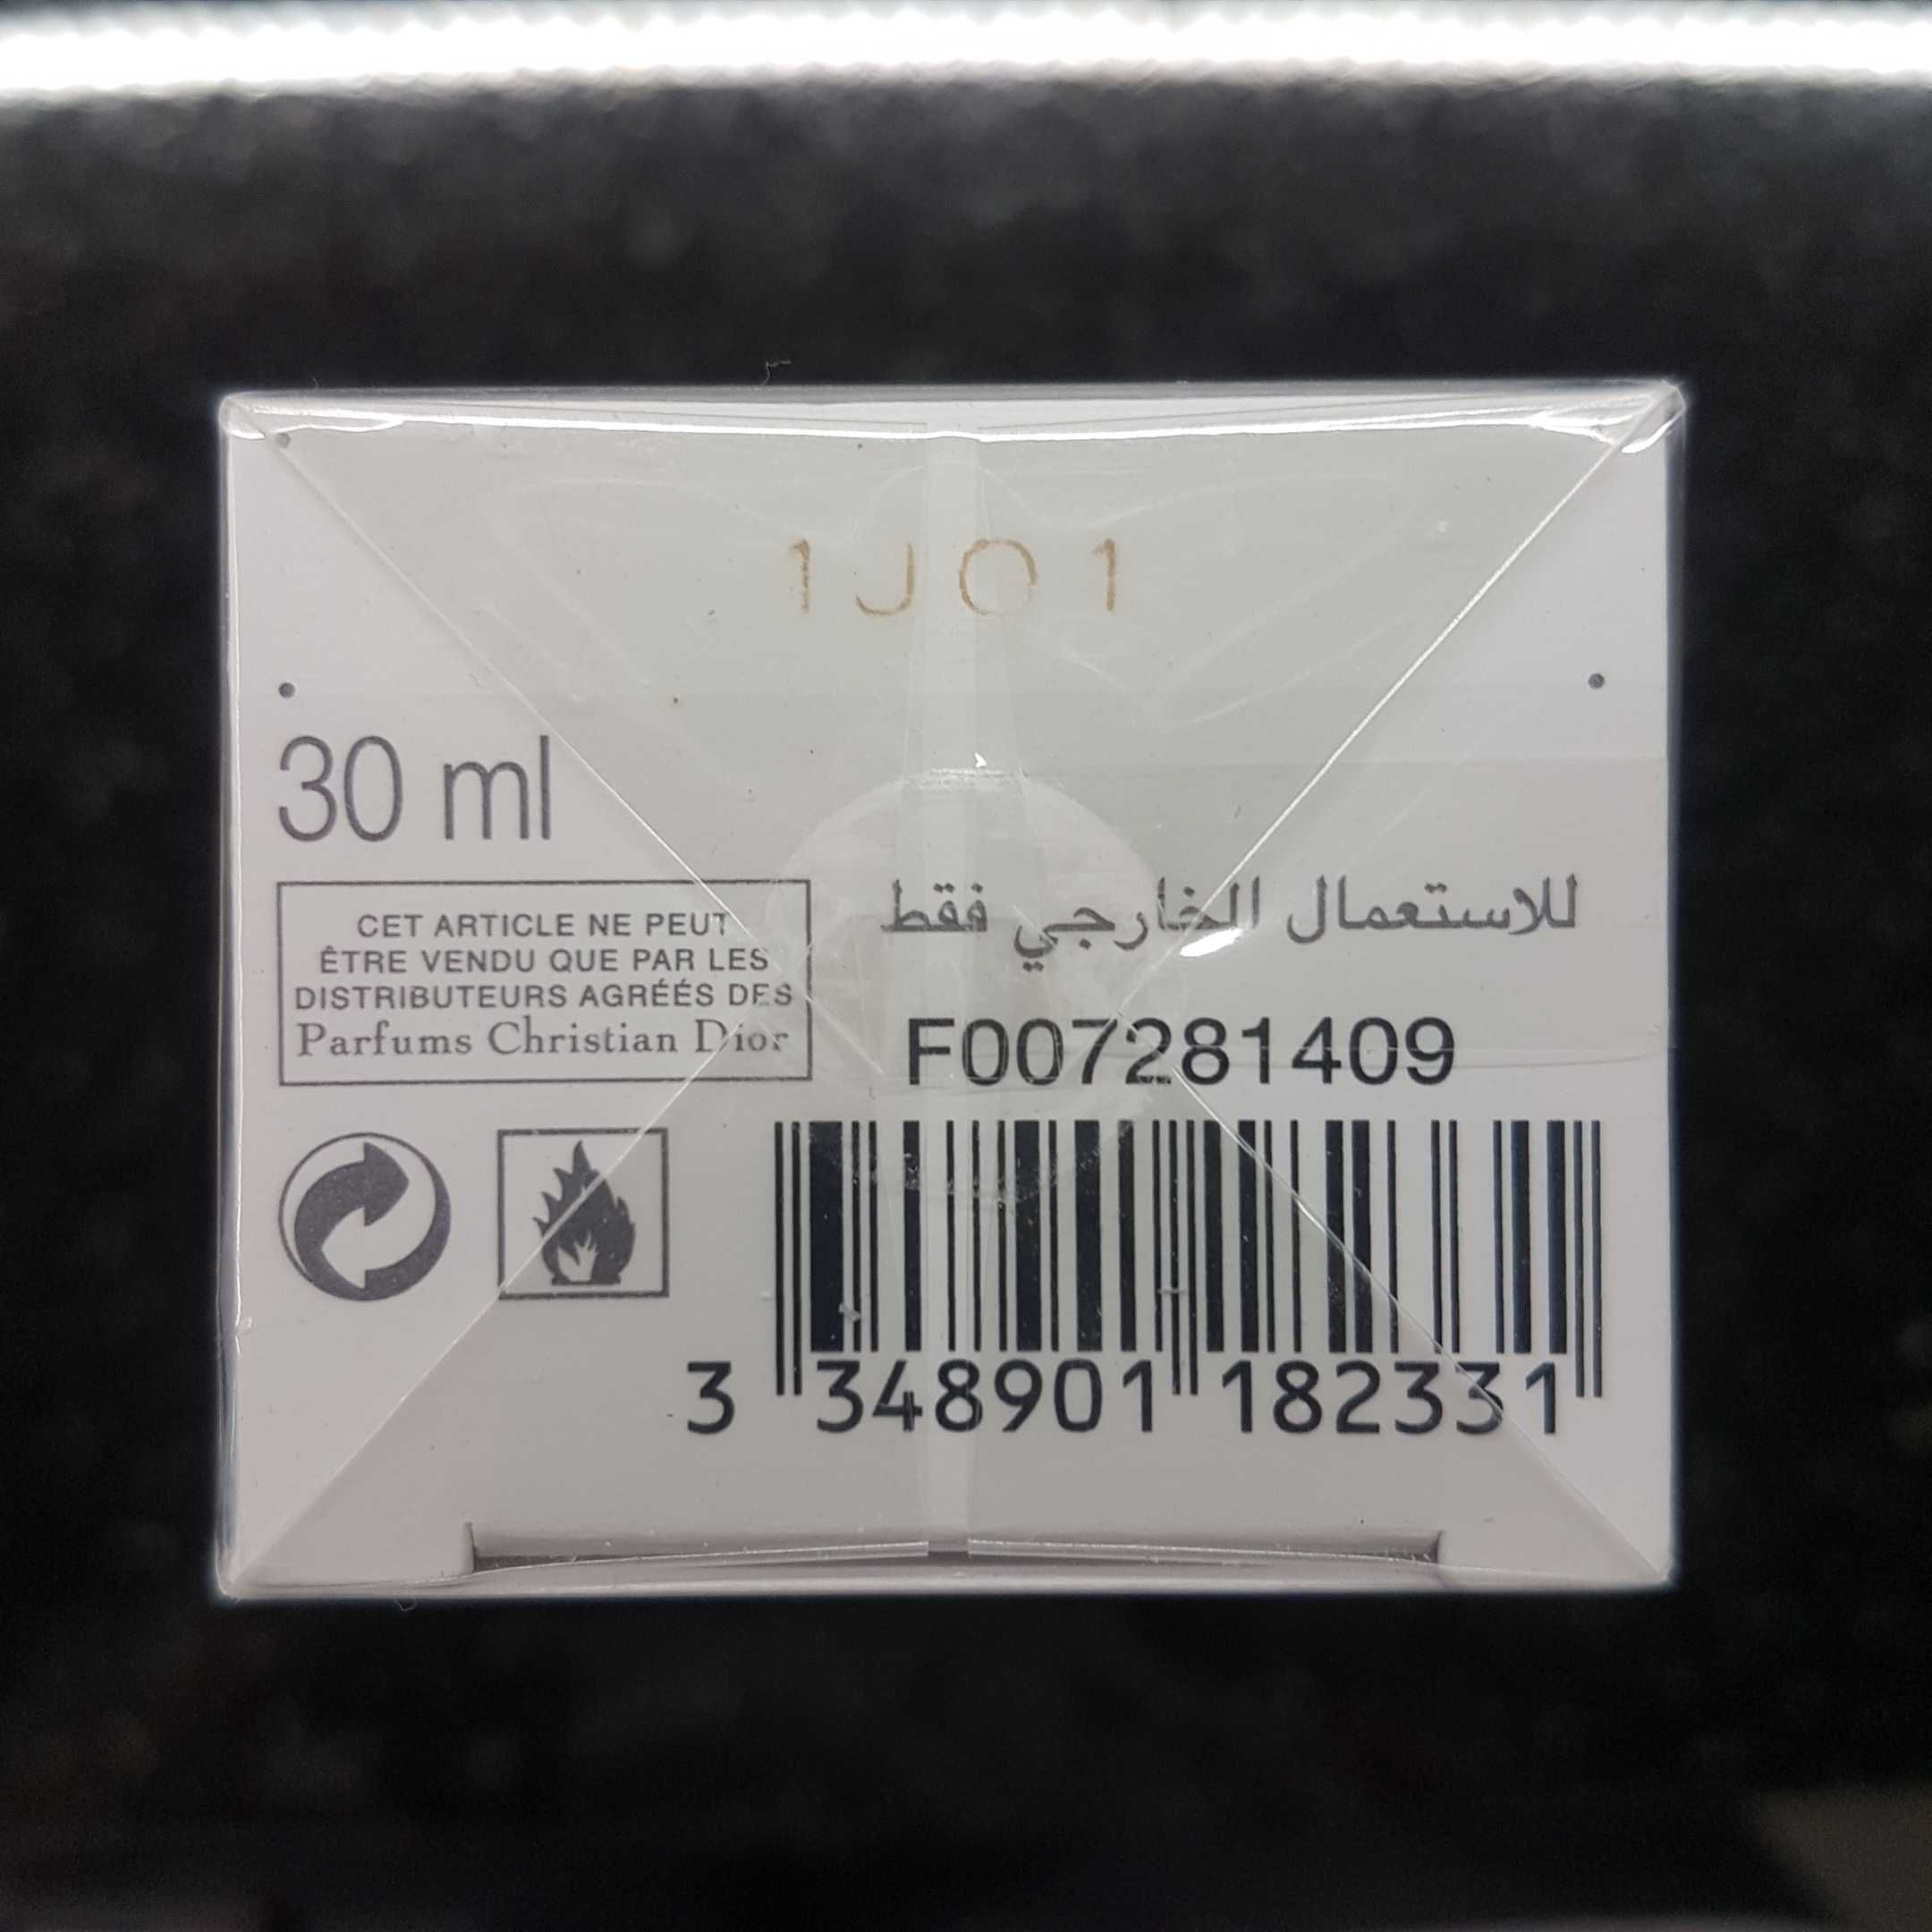 1J01
30 ml
CET ARTICLE NE PEUT
ÊTRE VENDU QUE PAR LES
DISTRIBUTEURS AGRÉÉS DES
Parfums Christian Dior
للاستعمال الخارجي فقط
F007281409
3 348901 182331